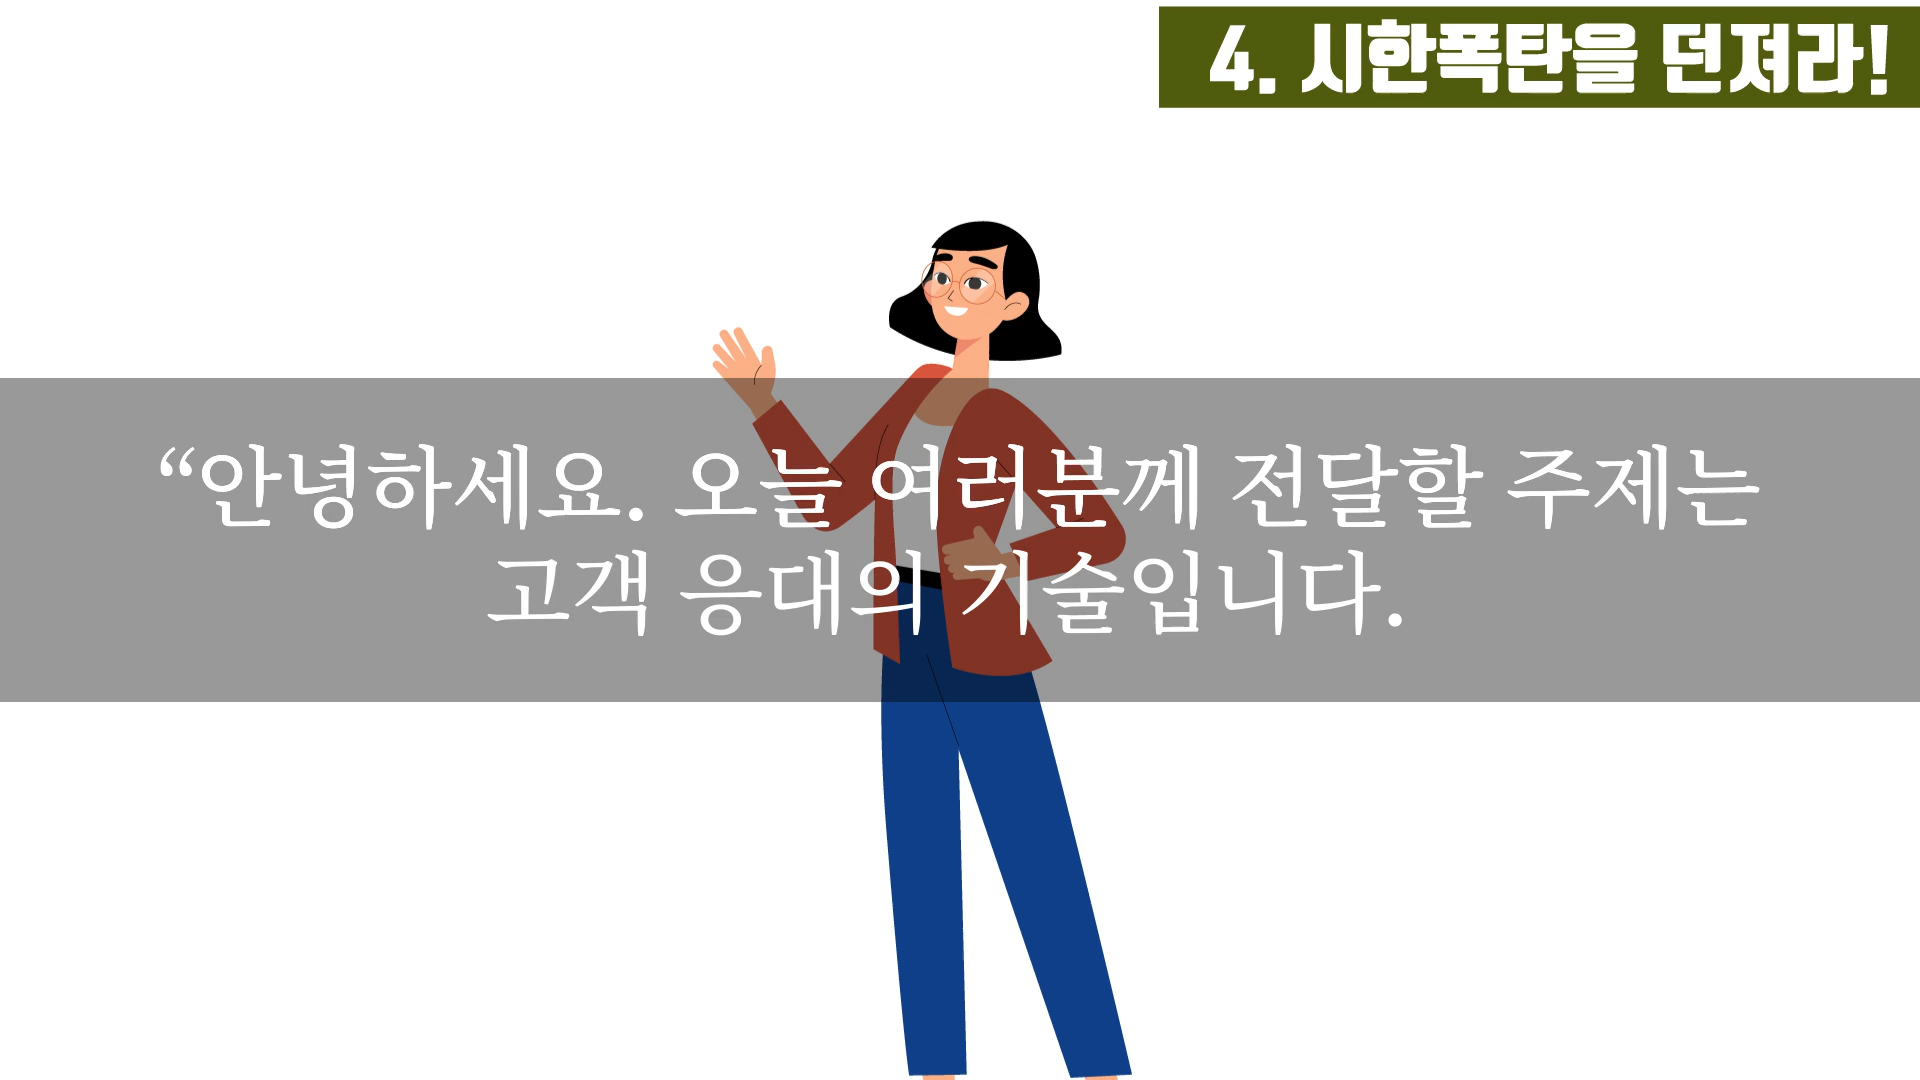 4. 시한폭탄을 던져라!
“안녕하세요. 오늘 여러분께 전달할 주제는
고객 응대의 기술입니다.